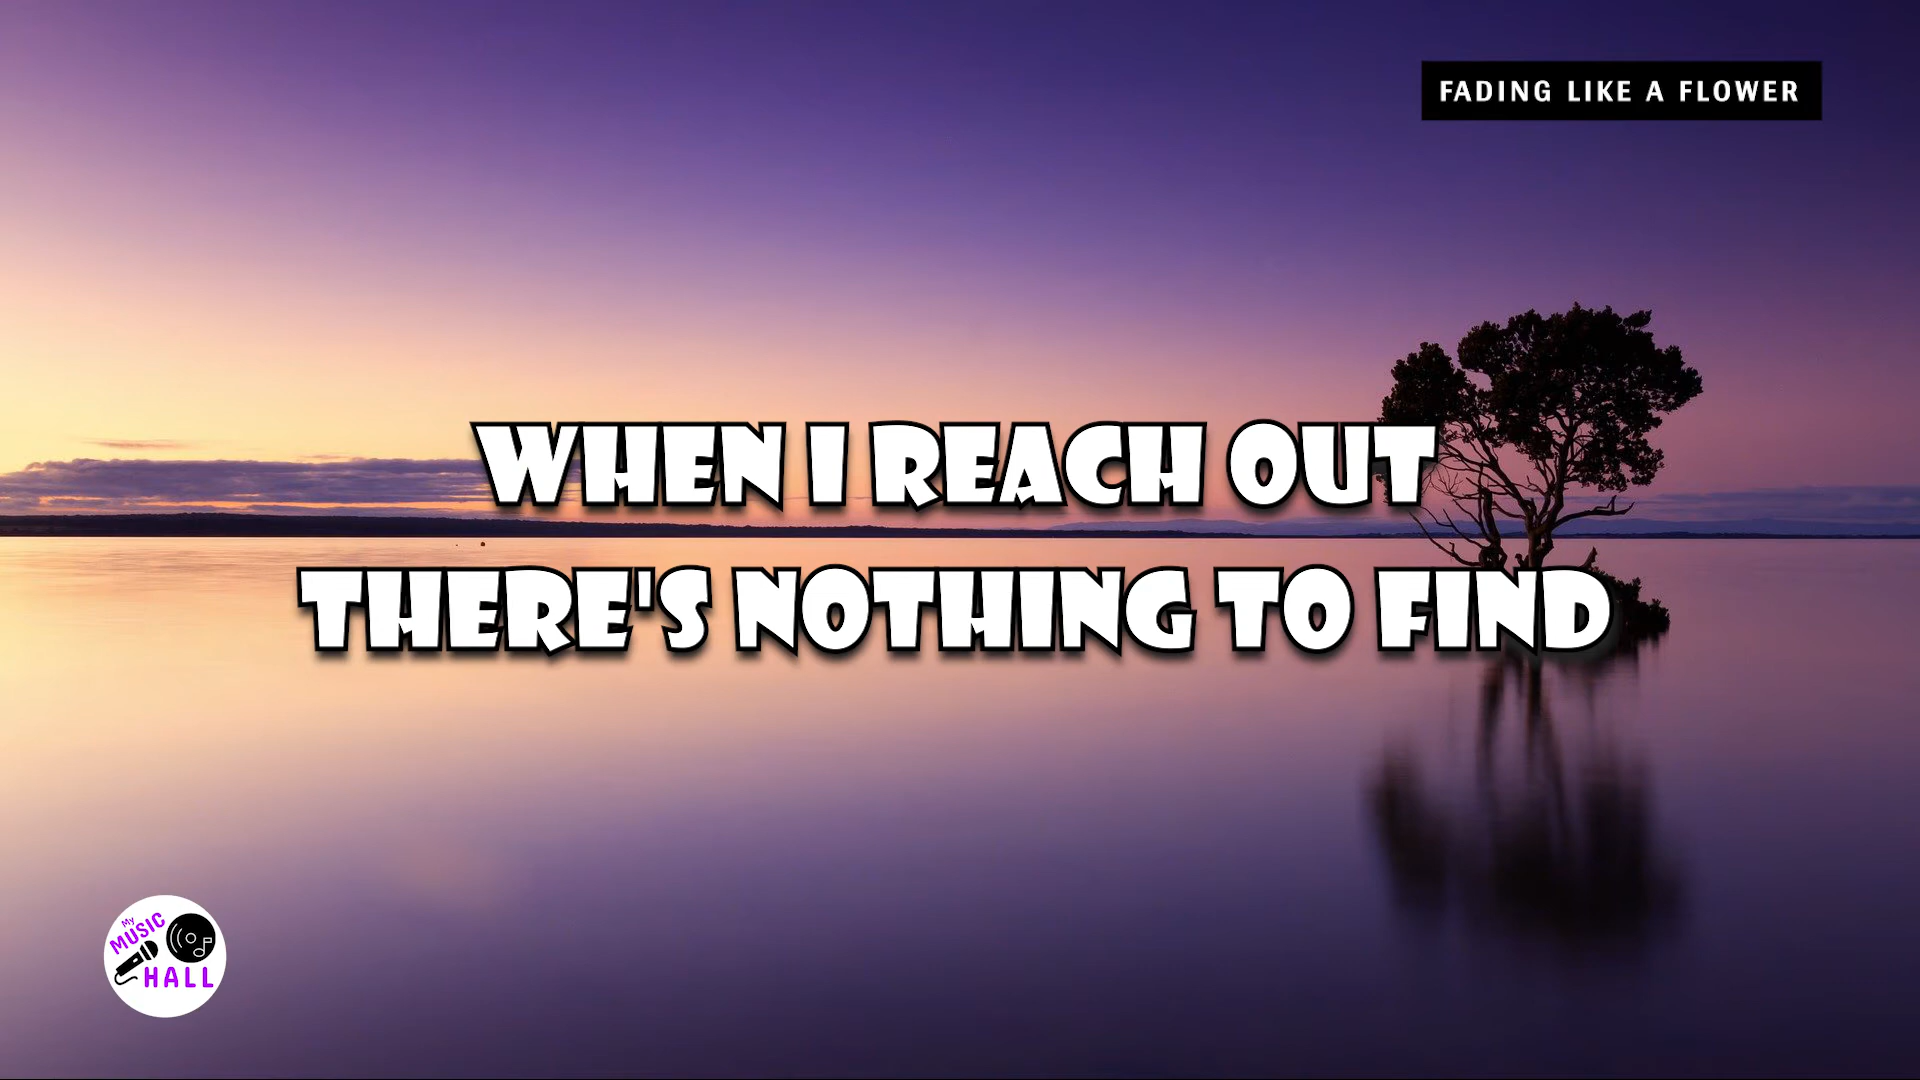 FADING LIKE A FLOWER
WHEN I REACH OUT
THERE'S NOTHING TO FIND
My
MUSIC
HALL